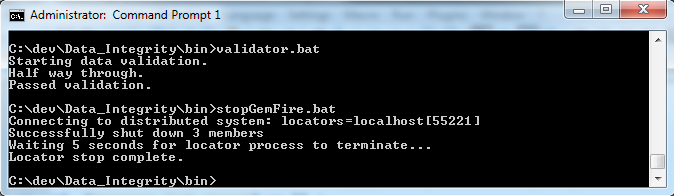 Administrator: Command Prompt 1
C:\dev\Data_Integrity\bin>validator.bat
Starting data validation.
Half way through.
Passed validation.
C:\dev\Data_Integrity\bin>stopGemFire.bat
Connecting to distributed system: locators=localhost[55221]
Successfully shut down 3 members
Waiting 5 seconds for locator process to terminate...
Locator stop complete.
C:\dev\Data_Integrity\bin>